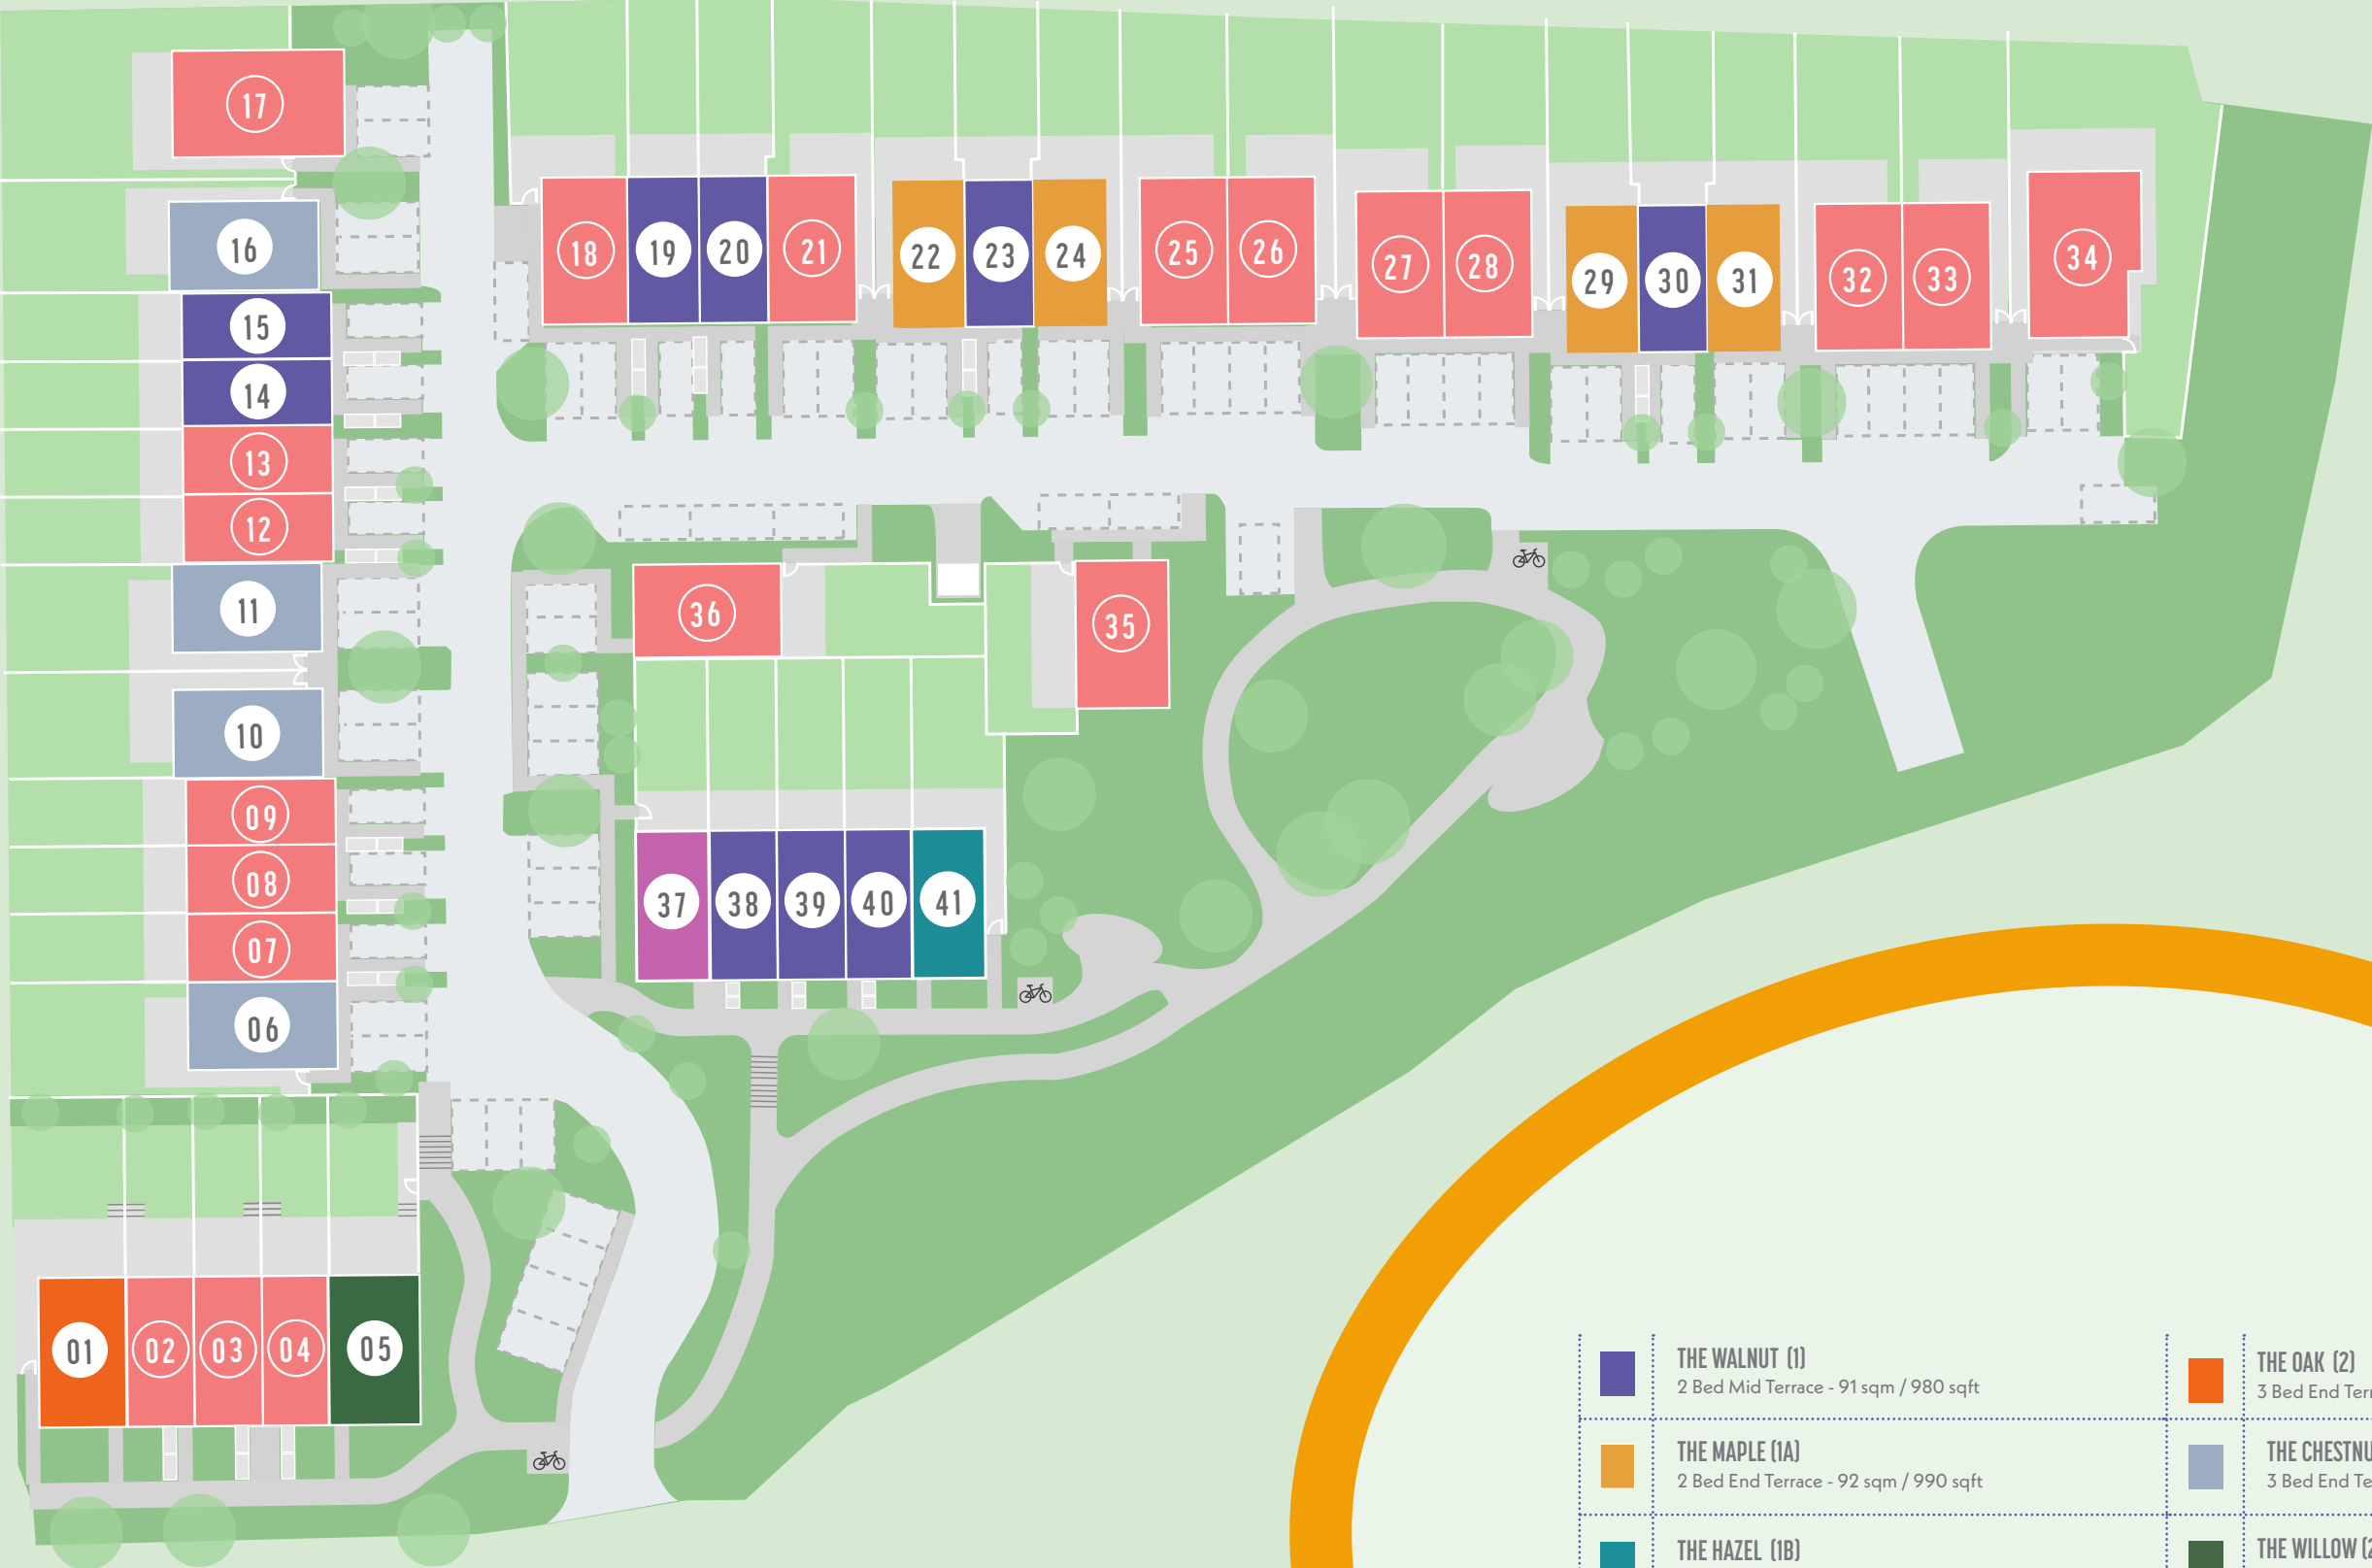 17
16
15
14
13
12
11
10
09
08
07
06
18 19 20 21 22 23 24 25 26 27 28 29 30 31 32 33 34
36 35
37 38 39 40 41
01 02 03 04 05
THE WALNUT (1)
2 Bed Mid Terrace - 91 sqm / 980 sqft
THE OAK (2)
3 Bed End
THE MAPLE (1A)
2 Bed End Terrace - 92 sqm / 990 sqft
THE
3 Bed End
THE HAZEL (1B)
THE WILLOW